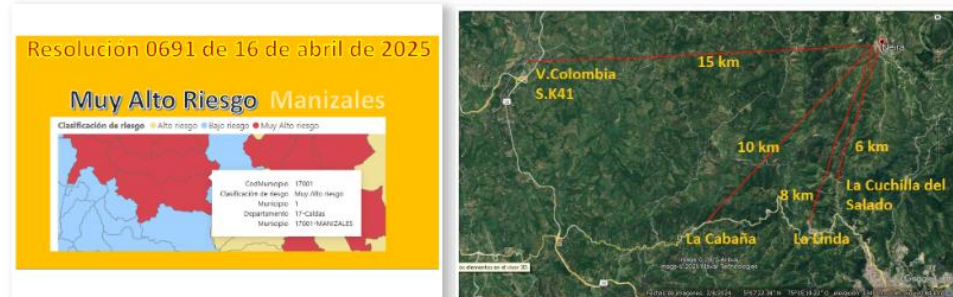 Resolución 0691 de 16 de abril de 2025
Muy Alto Riesgo Manizales
Clasificación de riesgo Alto riesgo Bajo riesgo Muy Alto riesgo
CodMunicipio 17001
Clasificación de riesgo Muy Alto riesgo
Municipio 1
Departamento 17-Caldas
Municipio 17001-MANIZALES
Neira
15 km
V.Colombia
S.K41
10 km
6 km
8 km
La Cuchilla del
Salado
La Cabaña
La Linda